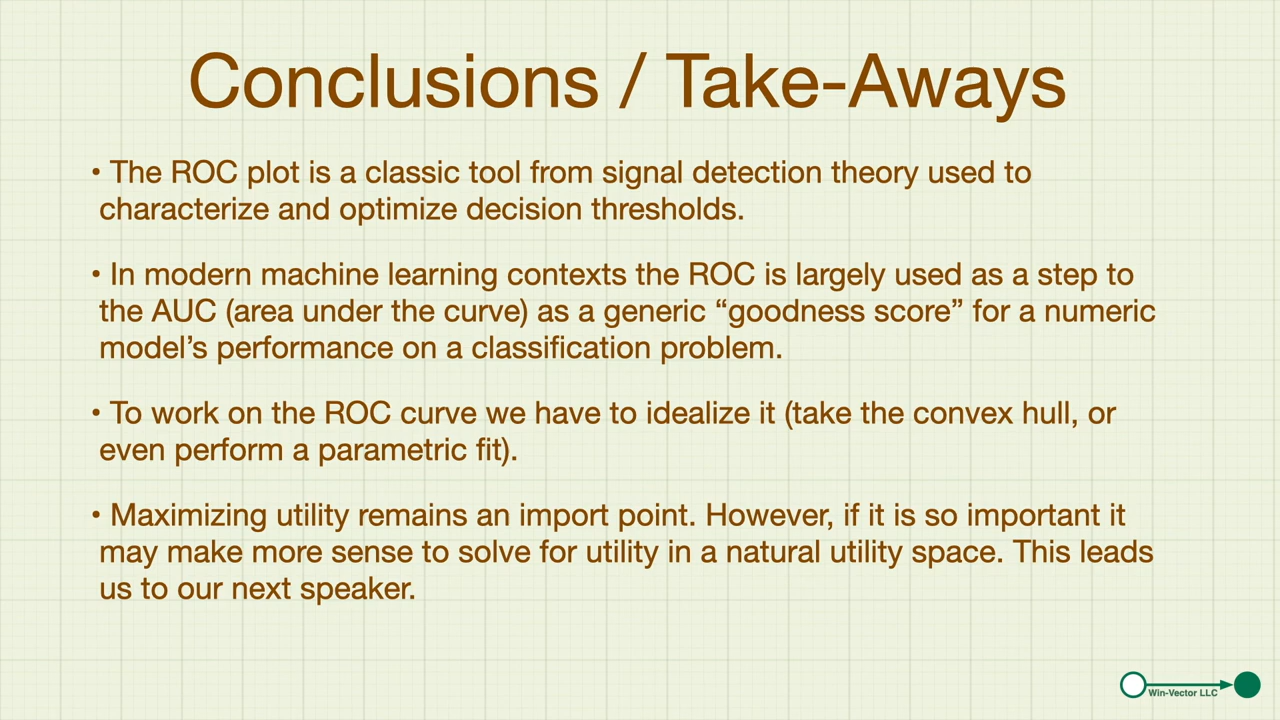 Conclusions / Take-Aways
• The ROC plot is a classic tool from signal detection theory used to
characterize and optimize decision thresholds.
• In modern machine learning contexts the ROC is largely used as a step to
the AUC (area under the curve) as a generic “goodness score” for a numeric
model’s performance on a classification problem.
• To work on the ROC curve we have to idealize it (take the convex hull, or
even perform a parametric fit).
• Maximizing utility remains an import point. However, if it is so important it
may make more sense to solve for utility in a natural utility space. This leads
us to our next speaker.
Win-Vector LLC